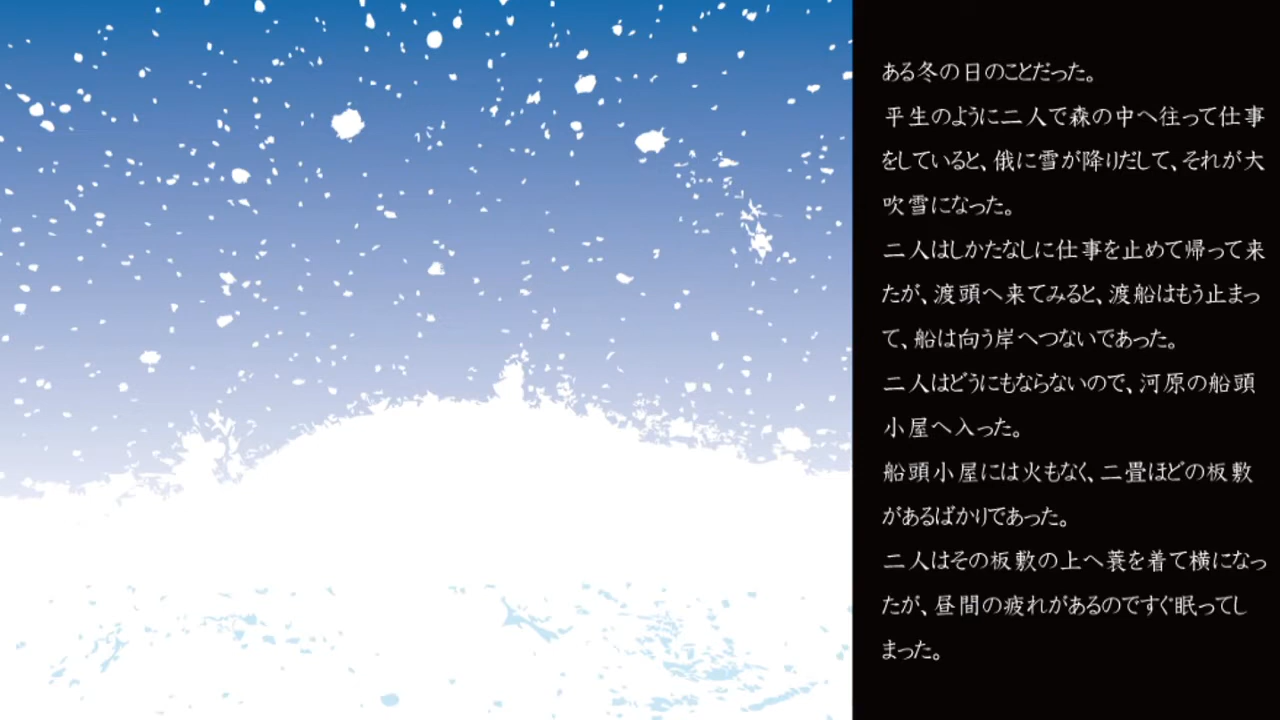 ある冬の日のことだった。
平生のように二人で森の中へ往って仕事
をしていると、俄に雪が降りだして、それが大
吹雪になった。
二人はしかたなしに仕事を止めて帰って来
たが、渡頭へ来てみると、渡船はもう止まっ
て、船は向う岸へつないであった。
二人はどうにもならないので、河原の船頭
小屋へ入った。
船頭小屋には火もなく、二畳ほどの板敷
があるばかりであった。
二人はその板敷の上へ蓑を着て横になっ
たが、昼間の疲れがあるのですぐ眠ってし
まった。